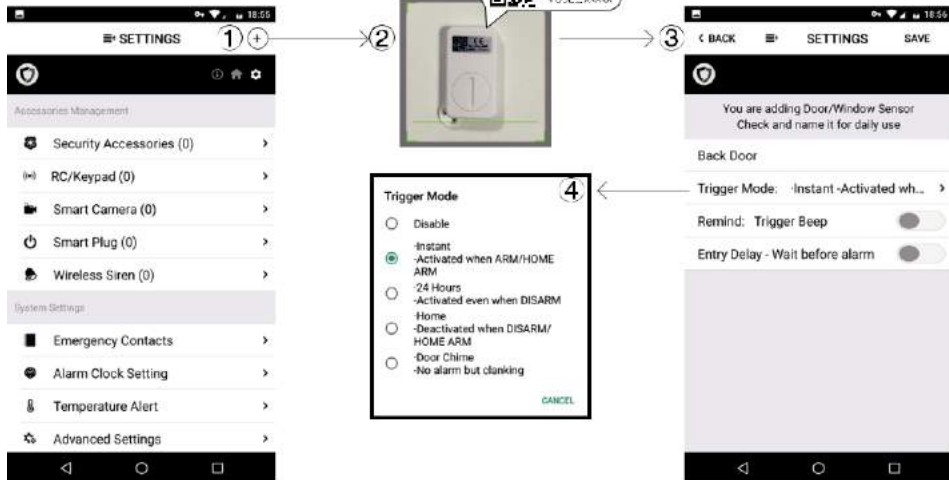 18:55
SETTINGS
1
Accessories Management
Security Accessories (0)
RC/Keypad (0)
Smart Camera (0)
Smart Plug (0)
Wireless Siren (0)
System Settings
Emergency Contacts
Alarm Clock Setting
Temperature Alert
Advanced Settings
2
CE
4
Trigger Mode
Disable
-Instant
-Activated when ARM/HOME
ARM
-24 Hours
-Activated even when DISARM
-Home
-Deactivated when DISARM/
HOME ARM
-Door Chime
-No alarm but clanking
CANCEL
3
18:56
< BACK
SETTINGS
SAVE
You are adding Door/Window Sensor
Check and name it for daily use
Back Door
Trigger Mode: -Instant -Activated wh...
Remind: Trigger Beep
Entry Delay - Wait before alarm